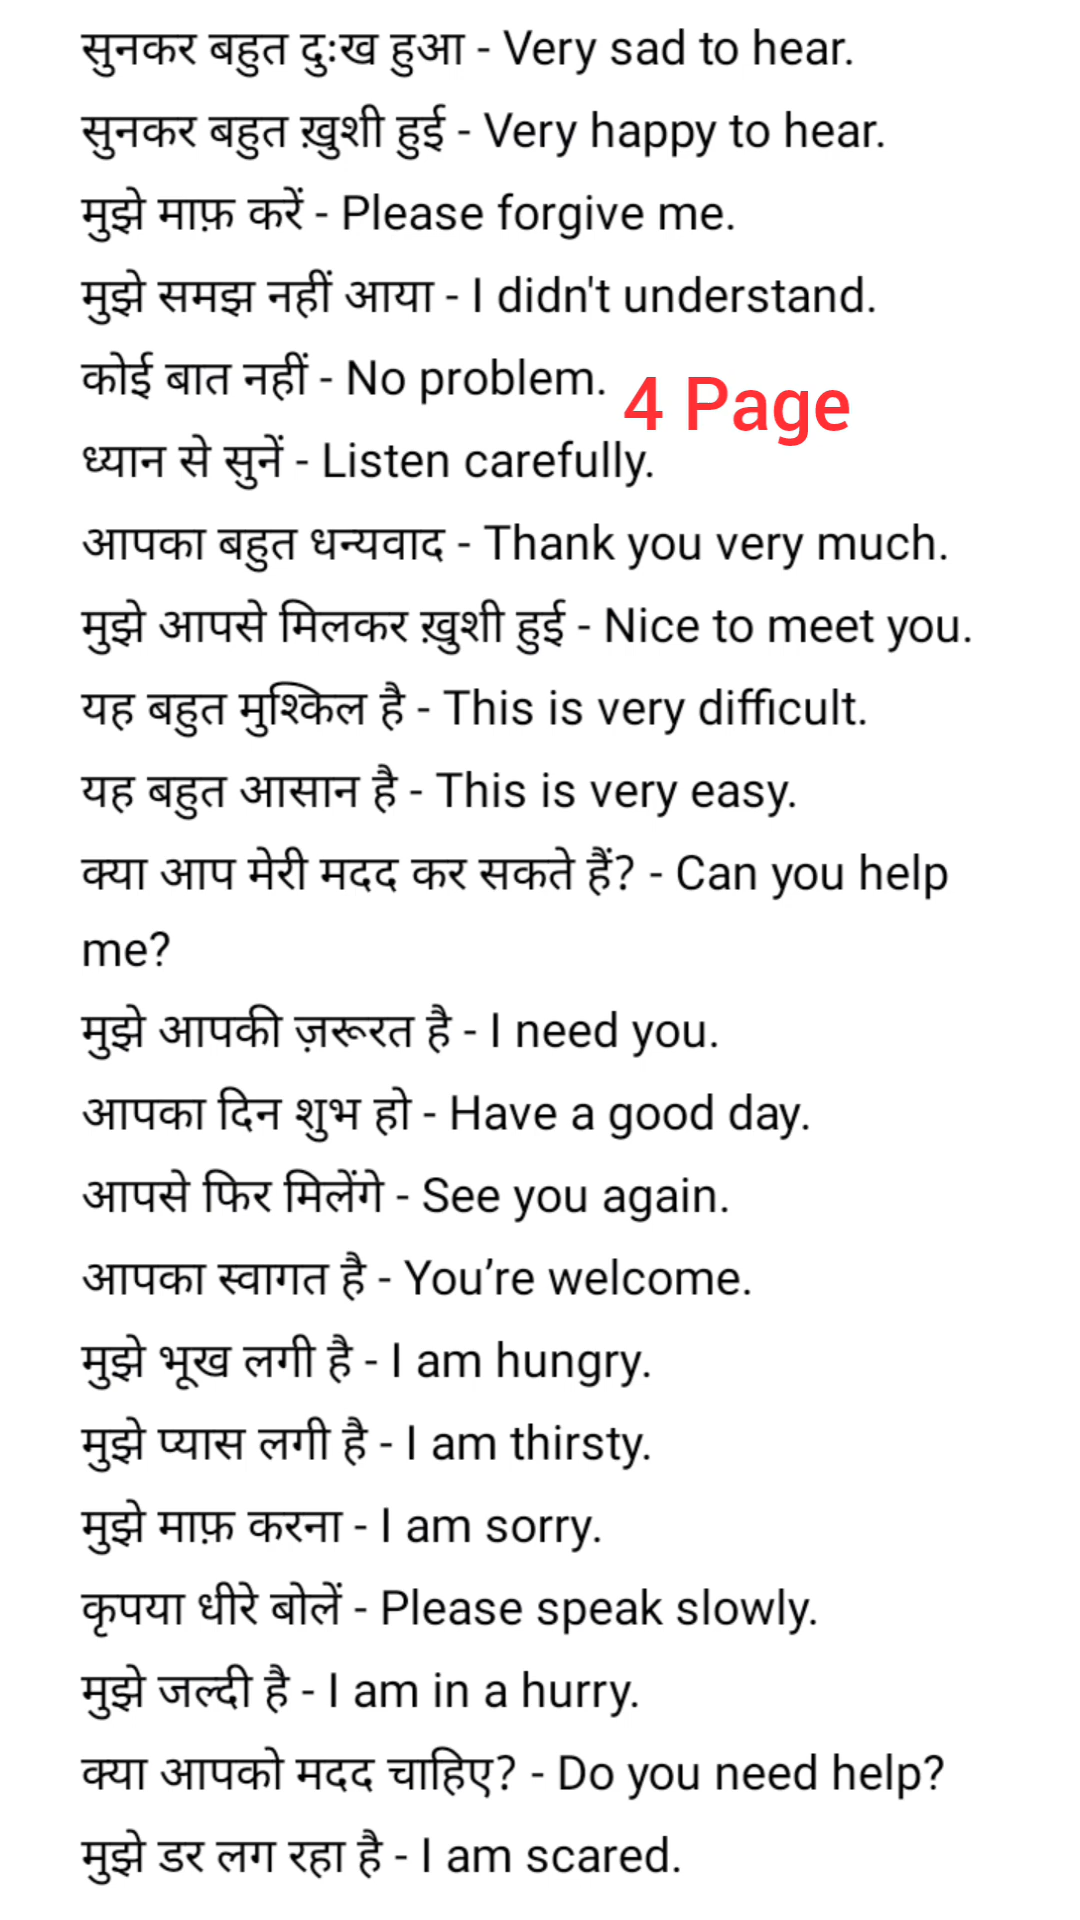 सुनकर बहुत दुःख हुआ - Very sad to hear.
सुनकर बहुत ख़ुशी हुई - Very happy to hear.
मुझे माफ़ करें - Please forgive me.
मुझे समझ नहीं आया - I didn't understand.
कोई बात नहीं - No problem.
4 Page
ध्यान से सुनें - Listen carefully.
आपका बहुत धन्यवाद - Thank you very much.
मुझे आपसे मिलकर ख़ुशी हुई - Nice to meet you.
यह बहुत मुश्किल है - This is very difficult.
यह बहुत आसान है - This is very easy.
क्या आप मेरी मदद कर सकते हैं? - Can you help
me?
मुझे आपकी ज़रूरत है - I need you.
आपका दिन शुभ हो - Have a good day.
आपसे फिर मिलेंगे - See you again.
आपका स्वागत है - You’re welcome.
मुझे भूख लगी है - I am hungry.
मुझे प्यास लगी है - I am thirsty.
मुझे माफ़ करना - I am sorry.
कृपया धीरे बोलें - Please speak slowly.
मुझे जल्दी है - I am in a hurry.
क्या आपको मदद चाहिए? - Do you need help?
मुझे डर लग रहा है - I am scared.